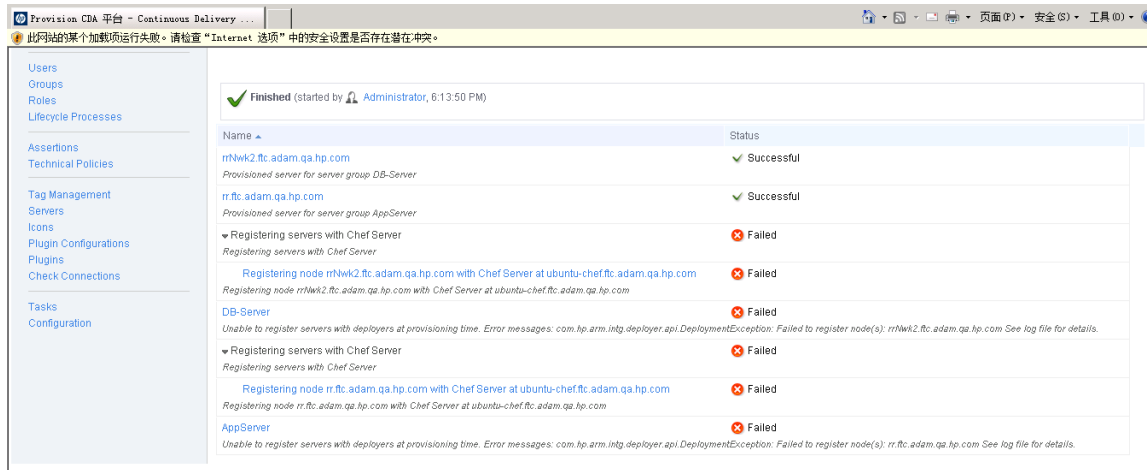 Provision CDA 平台 - Continuous Delivery ...
页面(P) 安全(S) 工具(O)
此网站的某个加载项运行失败。请检查“Internet 选项”中的安全设置是否存在潜在冲突。
Users
Groups
Roles
Lifecycle Processes
Assertions
Technical Policies
Tag Management
Servers
Icons
Plugin Configurations
Plugins
Check Connections
Tasks
Configuration
Finished (started by Administrator, 6:13:50 PM)
Name Status
rrNwk2.ftc.adam.qa.hp.com Successful
Provisioned server for server group DB-Server
rr.ftc.adam.qa.hp.com Successful
Provisioned server for server group AppServer
Registering servers with Chef Server Failed
Registering servers with Chef Server
Registering node rrNwk2.ftc.adam.qa.hp.com with Chef Server at ubuntu-chef.ftc.adam.qa.hp.com Failed
Registering node rrNwk2.ftc.adam.qa.hp.com with Chef Server at ubuntu-chef.ftc.adam.qa.hp.com
DB-Server Failed
Unable to register servers with deployers at provisioning time. Error messages: com.hp.arm.intg.deployer.api.DeploymentException: Failed to register node(s): rrNwk2.ftc.adam.qa.hp.com See log file for details.
Registering servers with Chef Server Failed
Registering servers with Chef Server
Registering node rr.ftc.adam.qa.hp.com with Chef Server at ubuntu-chef.ftc.adam.qa.hp.com Failed
Registering node rr.ftc.adam.qa.hp.com with Chef Server at ubuntu-chef.ftc.adam.qa.hp.com
AppServer Failed
Unable to register servers with deployers at provisioning time. Error messages: com.hp.arm.intg.deployer.api.DeploymentException: Failed to register node(s): rr.ftc.adam.qa.hp.com See log file for details.